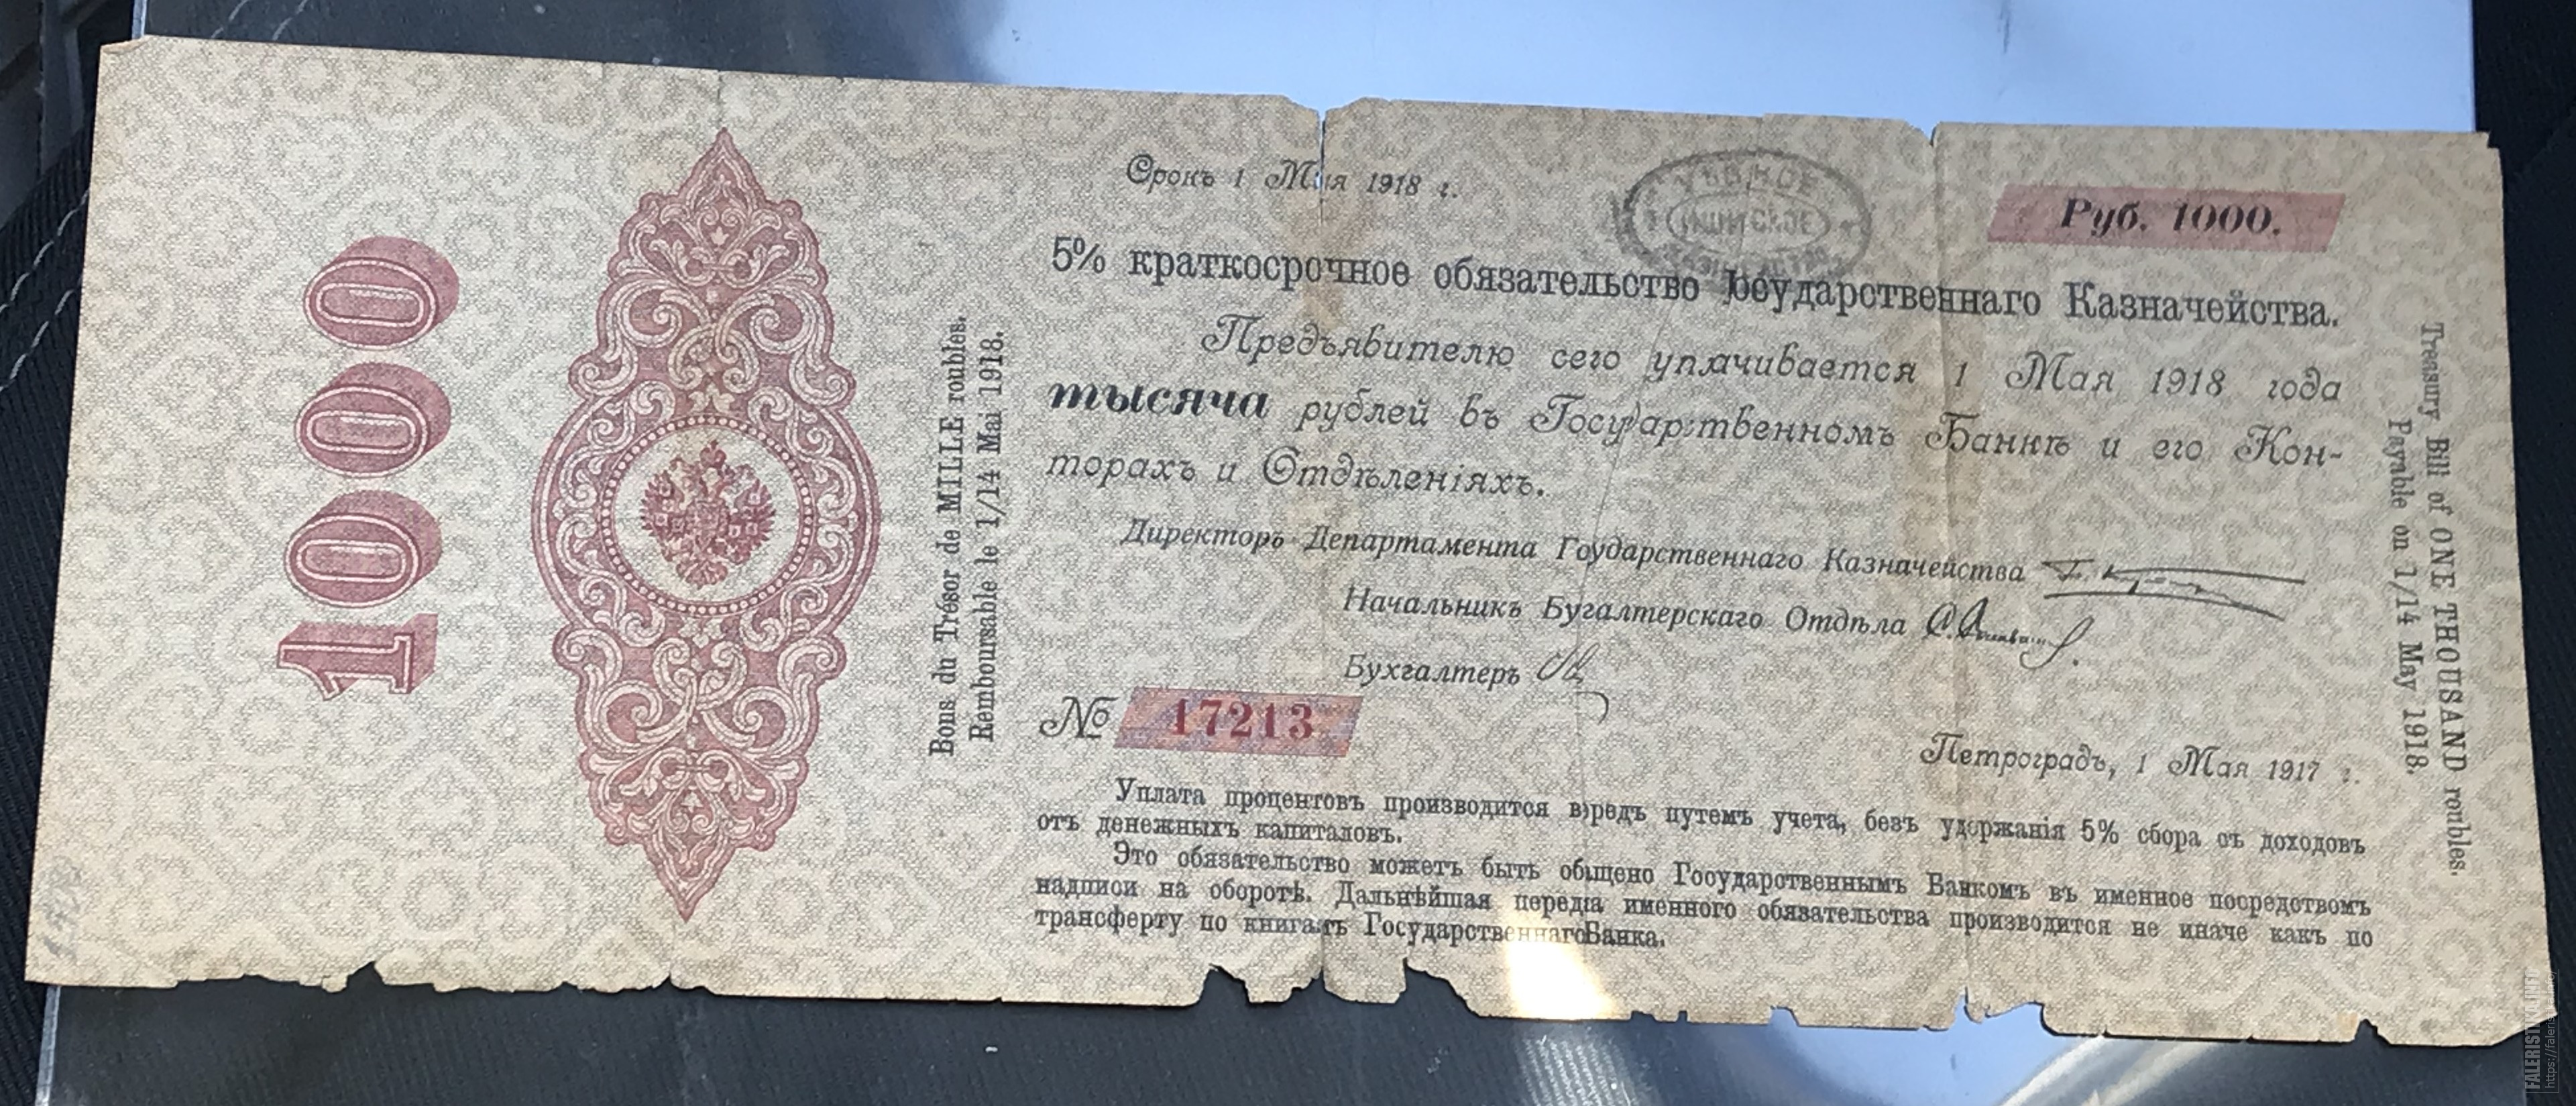 1000
Bons du Trésor de MILLE roubles.
Remboursable le 1/14 Mai 1918.
Срокъ 1 Мая 1918 г.
Руб. 1000.
5% краткосрочное обязательство Государственнаго Казначейства.
Предъявителю сего уплачивается 1 Мая 1918 года
тысяча рублей въ Государственномъ Банкѣ и его Кон-
торахъ и Отдѣленіяхъ.
Директоръ Департамента Государственнаго Казначейства
Начальникъ Бугалтерскаго Отдѣла
Бухгалтеръ
№ 17213
Петроградъ, 1 Мая 1917 г.
Уплата процентовъ производится впредъ путемъ учета, безъ удержанія 5% сбора съ доходовъ
отъ денежныхъ капиталовъ.
Это обязательство можетъ быть обращено Государственнымъ Банкомъ въ именное посредствомъ
надписи на оборотѣ. Дальнѣйшая передача именного обязательства производится не иначе какъ по
трансферту по книгамъ Государственнаго Банка.
Treasury Bill of ONE THOUSAND roubles.
Payable on 1/14 May 1918.
FALERISTIKA.INFO